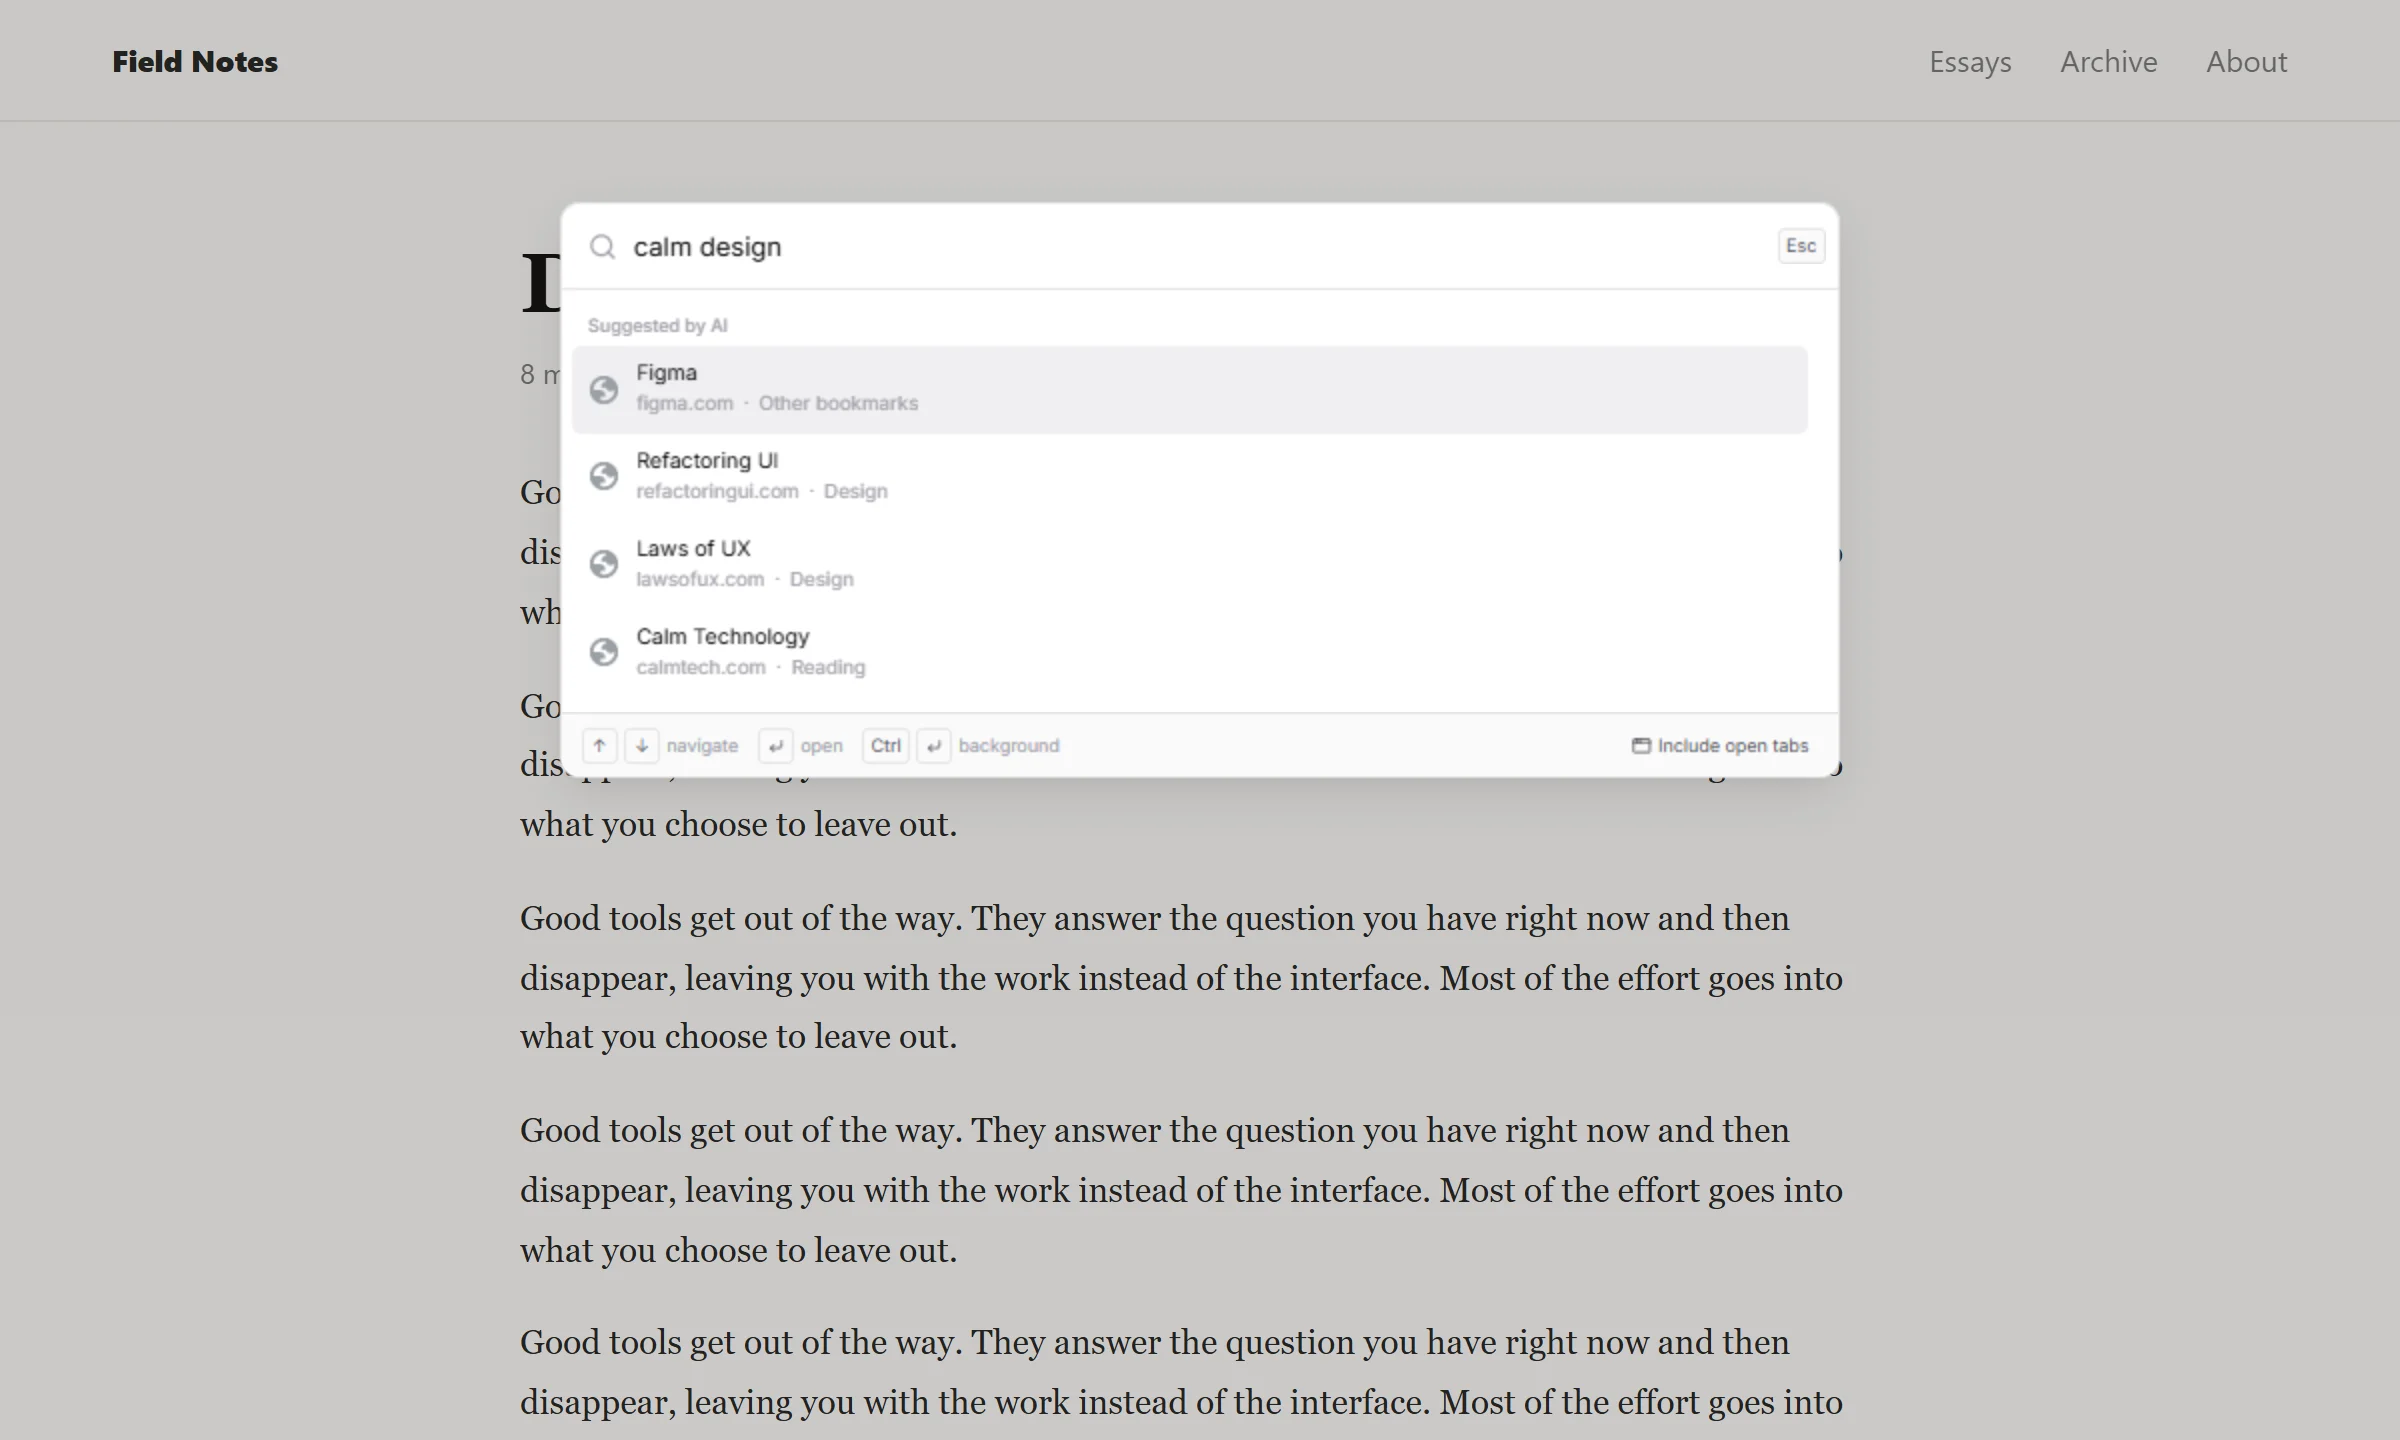 Field Notes
Essays
Archive
About
calm design
Esc
Suggested by AI
Figma
figma.com · Other bookmarks
Refactoring UI
refactoringui.com · Design
Laws of UX
lawsofux.com · Design
Calm Technology
calmtech.com · Reading
↑ ↓ navigate ↵ open Ctrl ↵ background
Include open tabs
8
what you choose to leave out.
Good tools get out of the way. They answer the question you have right now and then
disappear, leaving you with the work instead of the interface. Most of the effort goes into
what you choose to leave out.
Good tools get out of the way. They answer the question you have right now and then
disappear, leaving you with the work instead of the interface. Most of the effort goes into
what you choose to leave out.
Good tools get out of the way. They answer the question you have right now and then
disappear, leaving you with the work instead of the interface. Most of the effort goes into